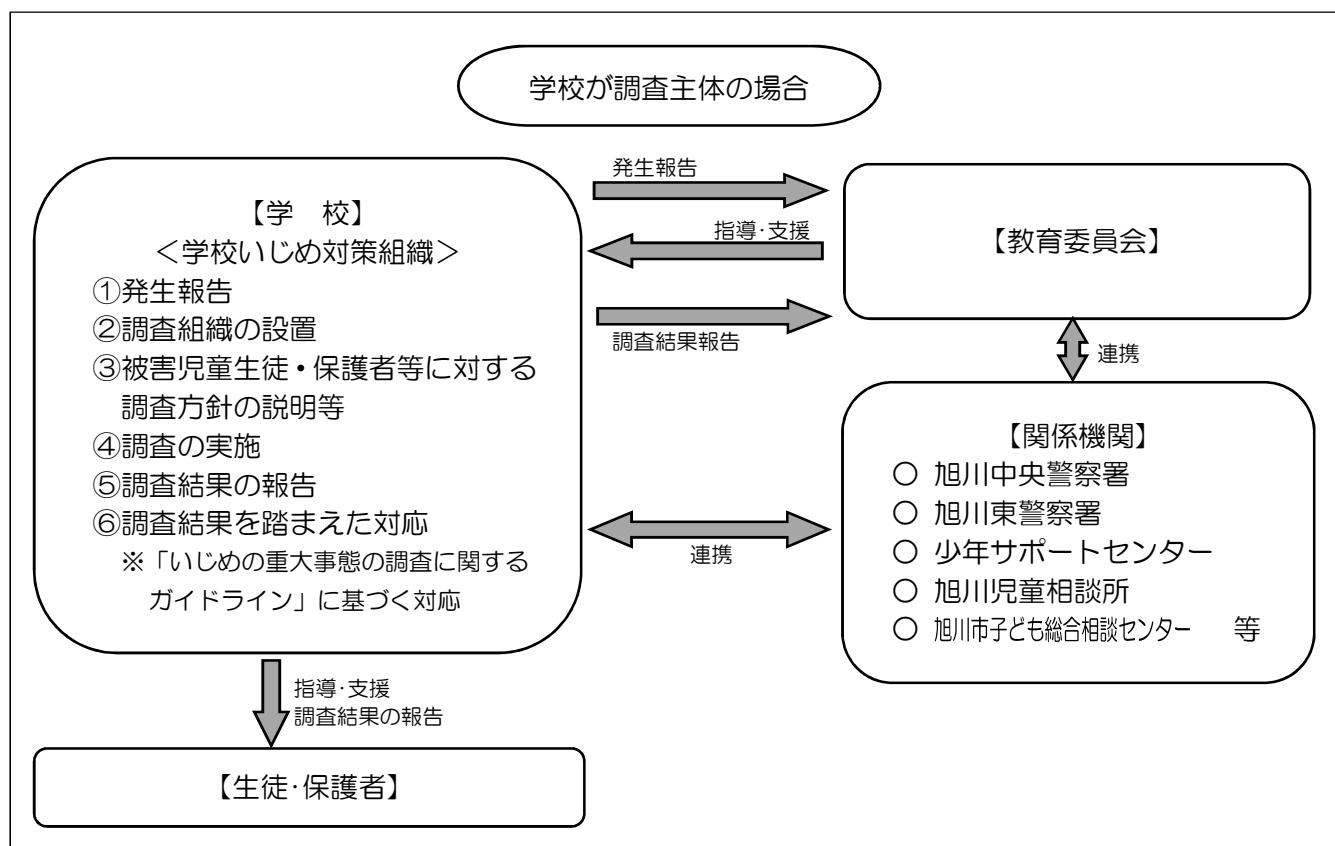 学校が調査主体の場合
【学　校】
＜学校いじめ対策組織＞
①発生報告
②調査組織の設置
③被害児童生徒・保護者等に対する
調査方針の説明等
④調査の実施
⑤調査結果の報告
⑥調査結果を踏まえた対応
※「いじめの重大事態の調査に関する
ガイドライン」に基づく対応
発生報告
指導・支援
調査結果報告
【教育委員会】
連携
【関係機関】
○ 旭川中央警察署
○ 旭川東警察署
○ 少年サポートセンター
○ 旭川児童相談所
○ 旭川市子ども総合相談センター　等
連携
指導・支援
調査結果の報告
【生徒・保護者】